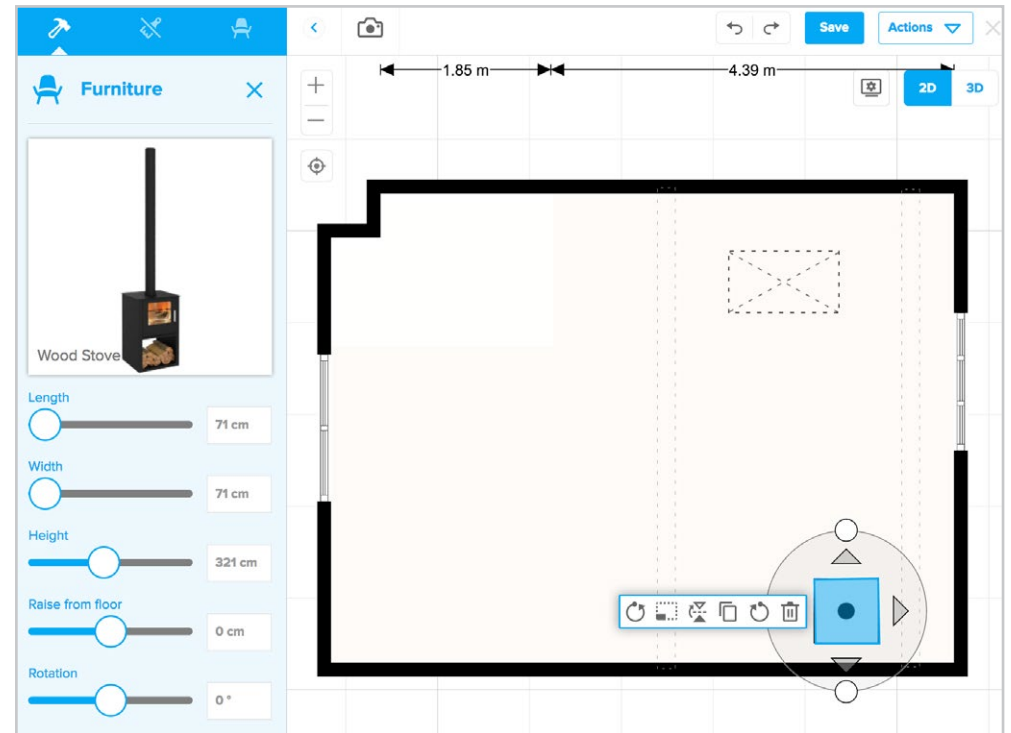 Save
Actions
1.85 m
4.39 m
2D
3D
Furniture
Wood Stove
Length
71 cm
Width
71 cm
Height
321 cm
Raise from floor
0 cm
Rotation
0 °